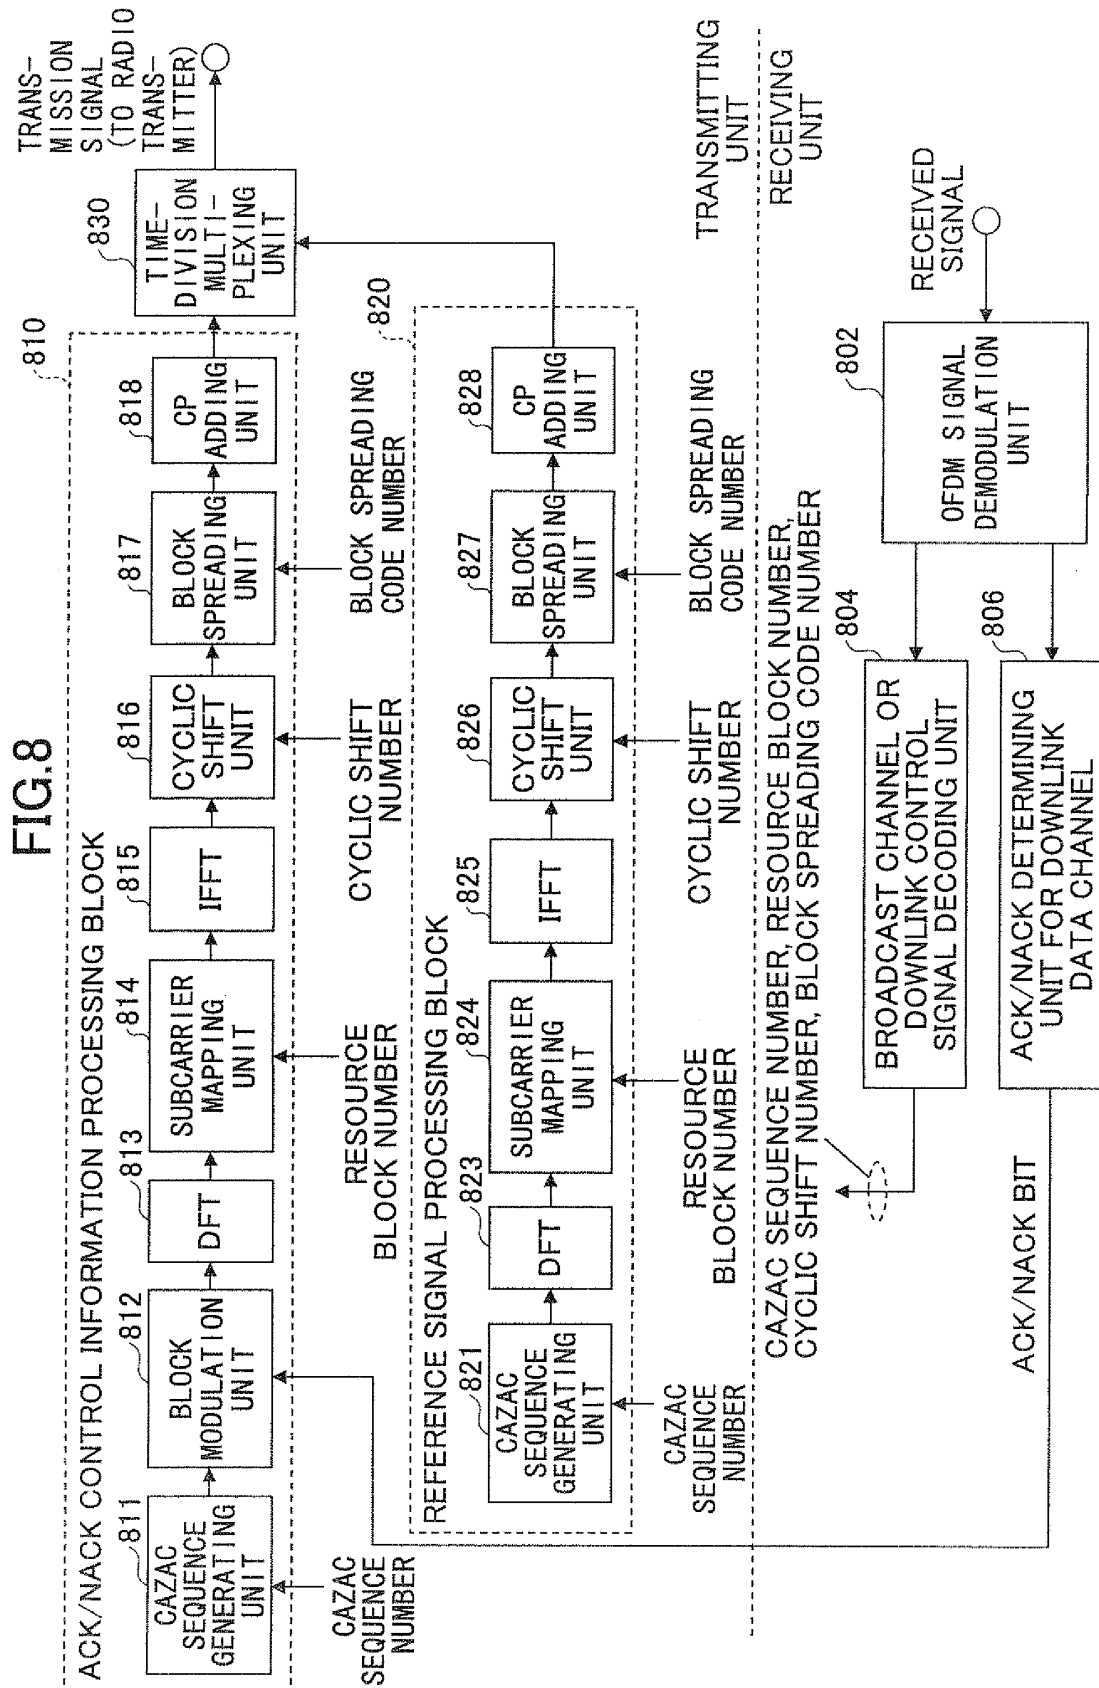 FIG.8
ACK/NACK CONTROL INFORMATION PROCESSING BLOCK
810
811
CAZAC
SEQUENCE
GENERATING
UNIT
812
BLOCK
MODULATION
UNIT
813
DFT
814
SUBCARRIER
MAPPING
UNIT
815
IFFT
816
CYCLIC
SHIFT
UNIT
817
BLOCK
SPREADING
UNIT
818
CP
ADDING
UNIT
830
TIME-
DIVISION
MULTI-
PLEXING
UNIT
TRANS-
MISSION
SIGNAL
(TO RADIO
TRANS-
MITTER)
CAZAC
SEQUENCE
NUMBER
RESOURCE
BLOCK NUMBER
CYCLIC SHIFT
NUMBER
BLOCK SPREADING
CODE NUMBER
REFERENCE SIGNAL PROCESSING BLOCK
820
821
CAZAC
SEQUENCE
GENERATING
UNIT
823
DFT
824
SUBCARRIER
MAPPING
UNIT
825
IFFT
826
CYCLIC
SHIFT
UNIT
827
BLOCK
SPREADING
UNIT
828
CP
ADDING
UNIT
CAZAC
SEQUENCE
NUMBER
RESOURCE
BLOCK NUMBER
CYCLIC SHIFT
NUMBER
BLOCK SPREADING
CODE NUMBER
TRANSMITTING
UNIT
RECEIVING
UNIT
CAZAC SEQUENCE NUMBER, RESOURCE BLOCK NUMBER,
CYCLIC SHIFT NUMBER, BLOCK SPREADING CODE NUMBER
804
BROADCAST CHANNEL OR
DOWNLINK CONTROL
SIGNAL DECODING UNIT
802
OFDM SIGNAL
DEMODULATION
UNIT
RECEIVED
SIGNAL
806
ACK/NACK DETERMINING
UNIT FOR DOWNLINK
DATA CHANNEL
ACK/NACK BIT